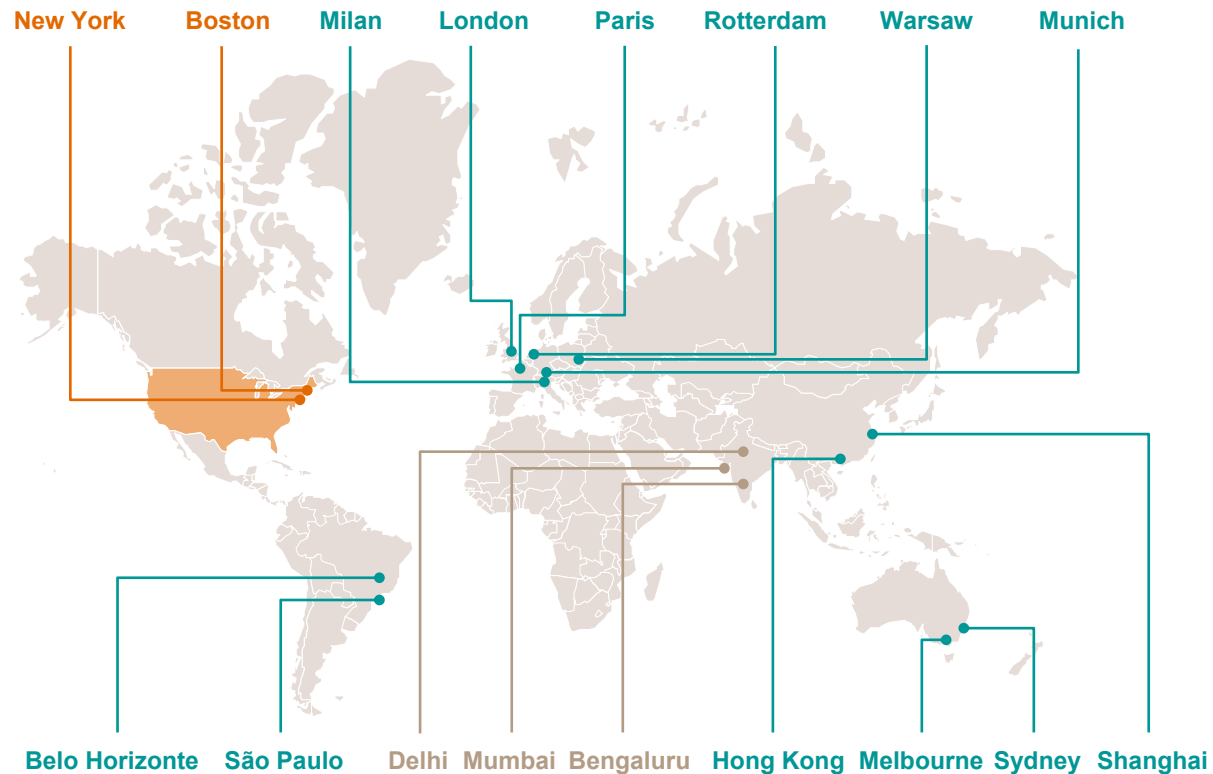 New York Boston Milan London Paris Rotterdam Warsaw Munich
Belo Horizonte São Paulo Delhi Mumbai Bengaluru Hong Kong Melbourne Sydney Shanghai